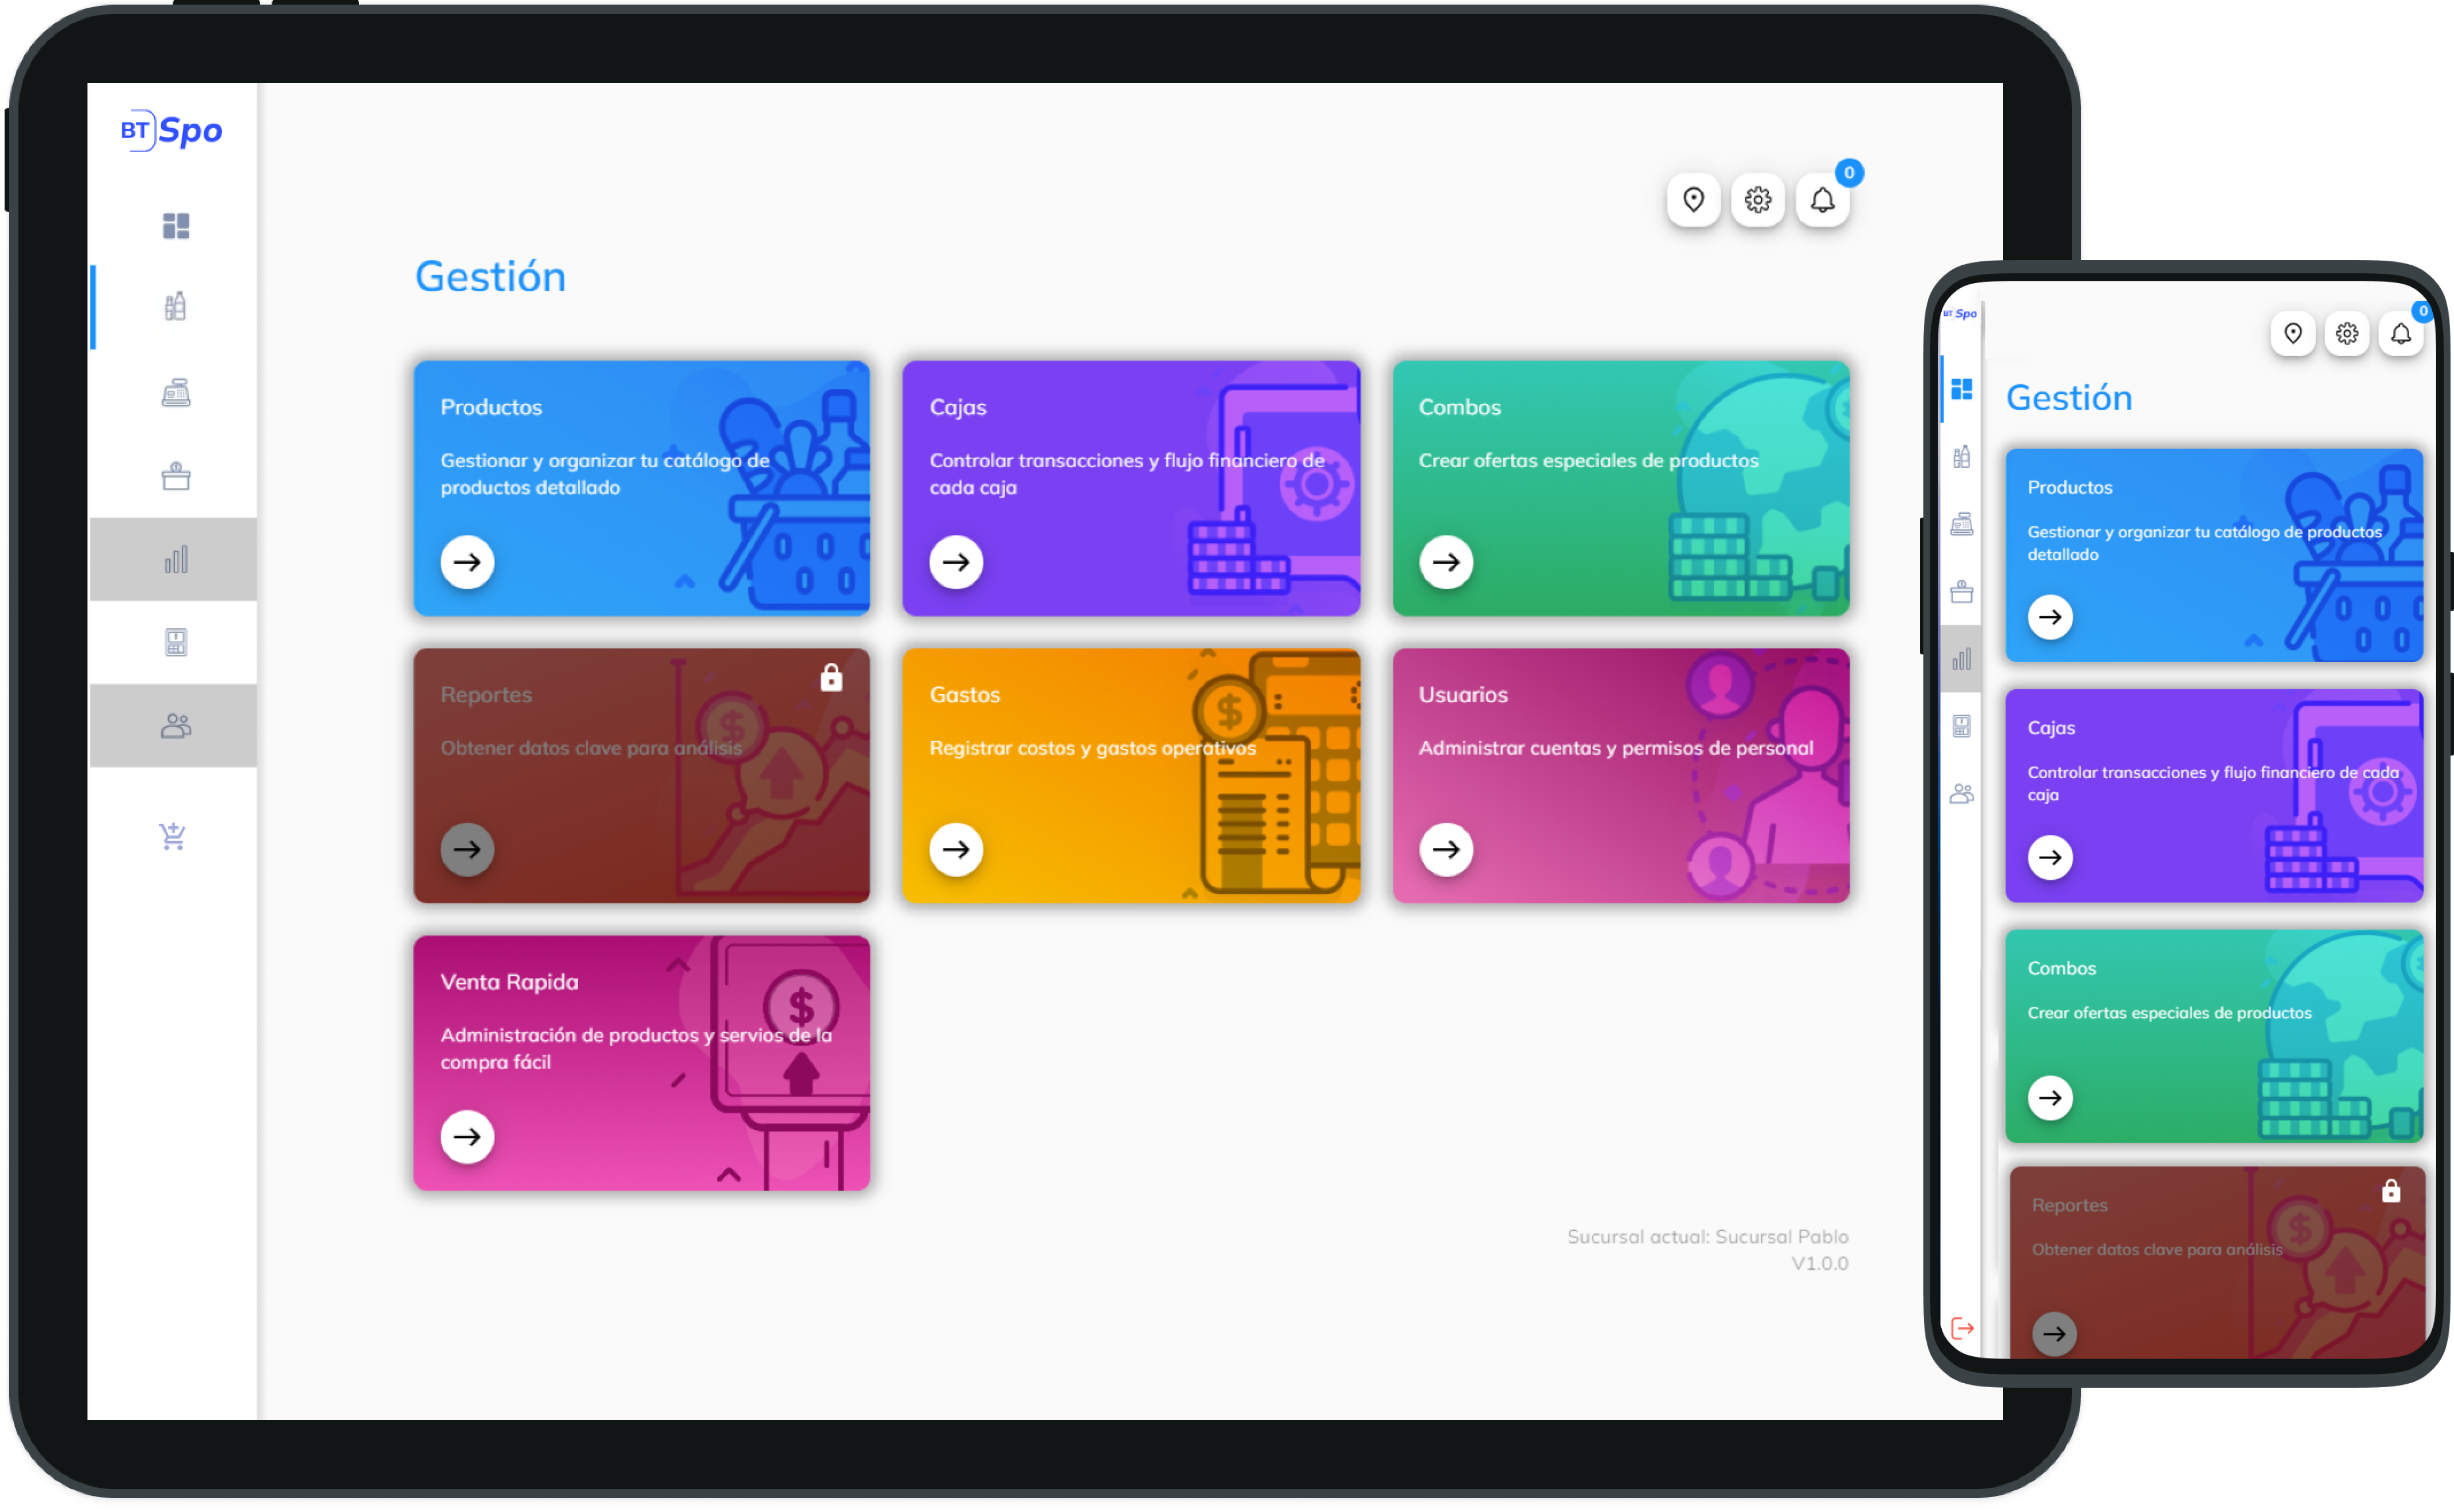 BT Spo
0
Gestión
Productos
Gestionar y organizar tu catálogo de
productos detallado
Cajas
Controlar transacciones y flujo financiero de
cada caja
Combos
Crear ofertas especiales de productos
Reportes
Obtener datos clave para análisis
Gastos
Registrar costos y gastos operativos
Usuarios
Administrar cuentas y permisos de personal
Venta Rapida
Administración de productos y servios de la
compra fácil
Sucursal actual: Sucursal Pablo
V1.0.0
BT Spo
0
Gestión
Productos
Gestionar y organizar tu catálogo de productos
detallado
Cajas
Controlar transacciones y flujo financiero de cada
caja
Combos
Crear ofertas especiales de productos
Reportes
Obtener datos clave para análisis